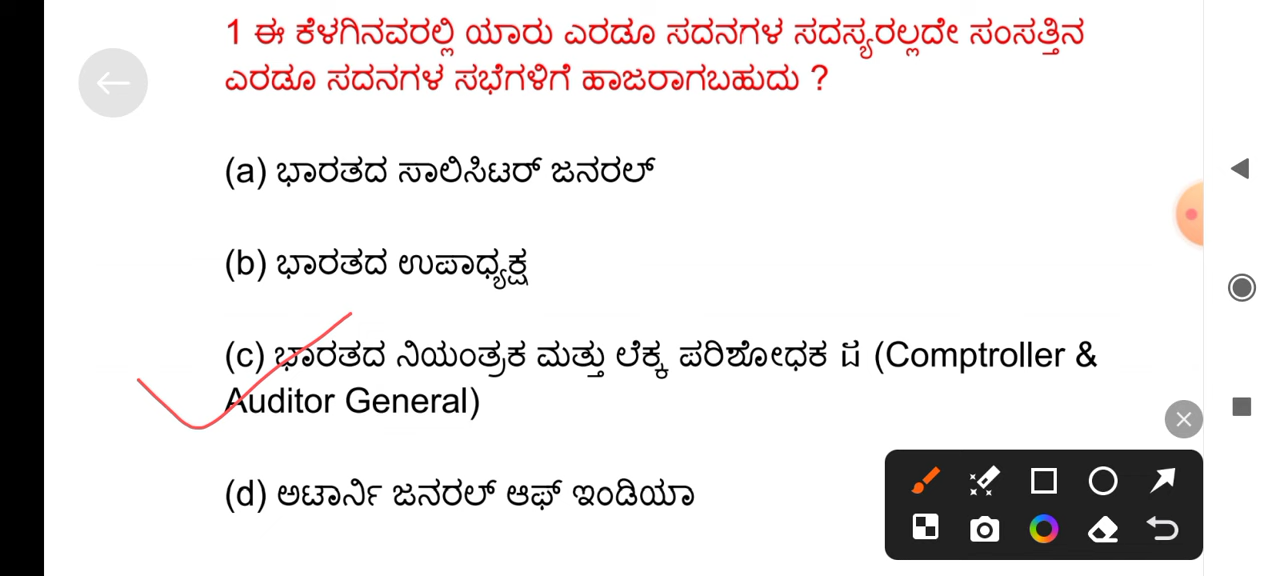 1 ಈ ಕೆಳಗಿನವರಲ್ಲಿ ಯಾರು ಎರಡೂ ಸದನಗಳ ಸದಸ್ಯರಲ್ಲದೇ ಸಂಸತ್ತಿನ
ಎರಡೂ ಸದನಗಳ ಸಭೆಗಳಿಗೆ ಹಾಜರಾಗಬಹುದು ?
(a) ಭಾರತದ ಸಾಲಿಸಿಟರ್ ಜನರಲ್
(b) ಭಾರತದ ಉಪಾಧ್ಯಕ್ಷ
(c) ಭಾರತದ ನಿಯಂತ್ರಕ ಮತ್ತು ಲೆಕ್ಕ ಪರಿಶೋಧಕ (Comptroller &
Auditor General)
(d) ಅಟಾರ್ನಿ ಜನರಲ್ ಆಫ್ ಇಂಡಿಯಾ